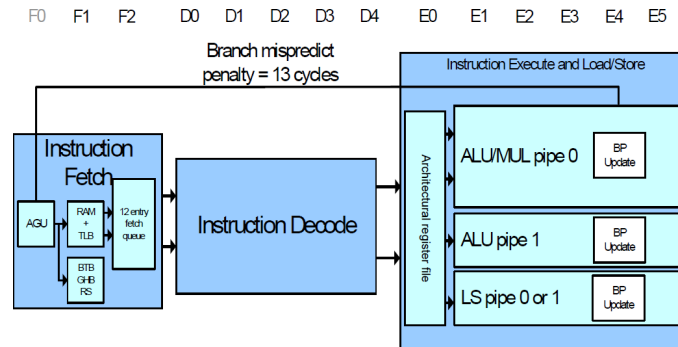 F0 F1 F2 D0 D1 D2 D3 D4 E0 E1 E2 E3 E4 E5
Branch mispredict
penalty = 13 cycles
Instruction Execute and Load/Store
Instruction
Fetch
AGU
RAM
+
TLB
12 entry
fetch
queue
BTB
GHB
RS
Instruction Decode
Architectural register file
ALU/MUL pipe 0
BP
Update
ALU pipe 1
BP
Update
LS pipe 0 or 1
BP
Update